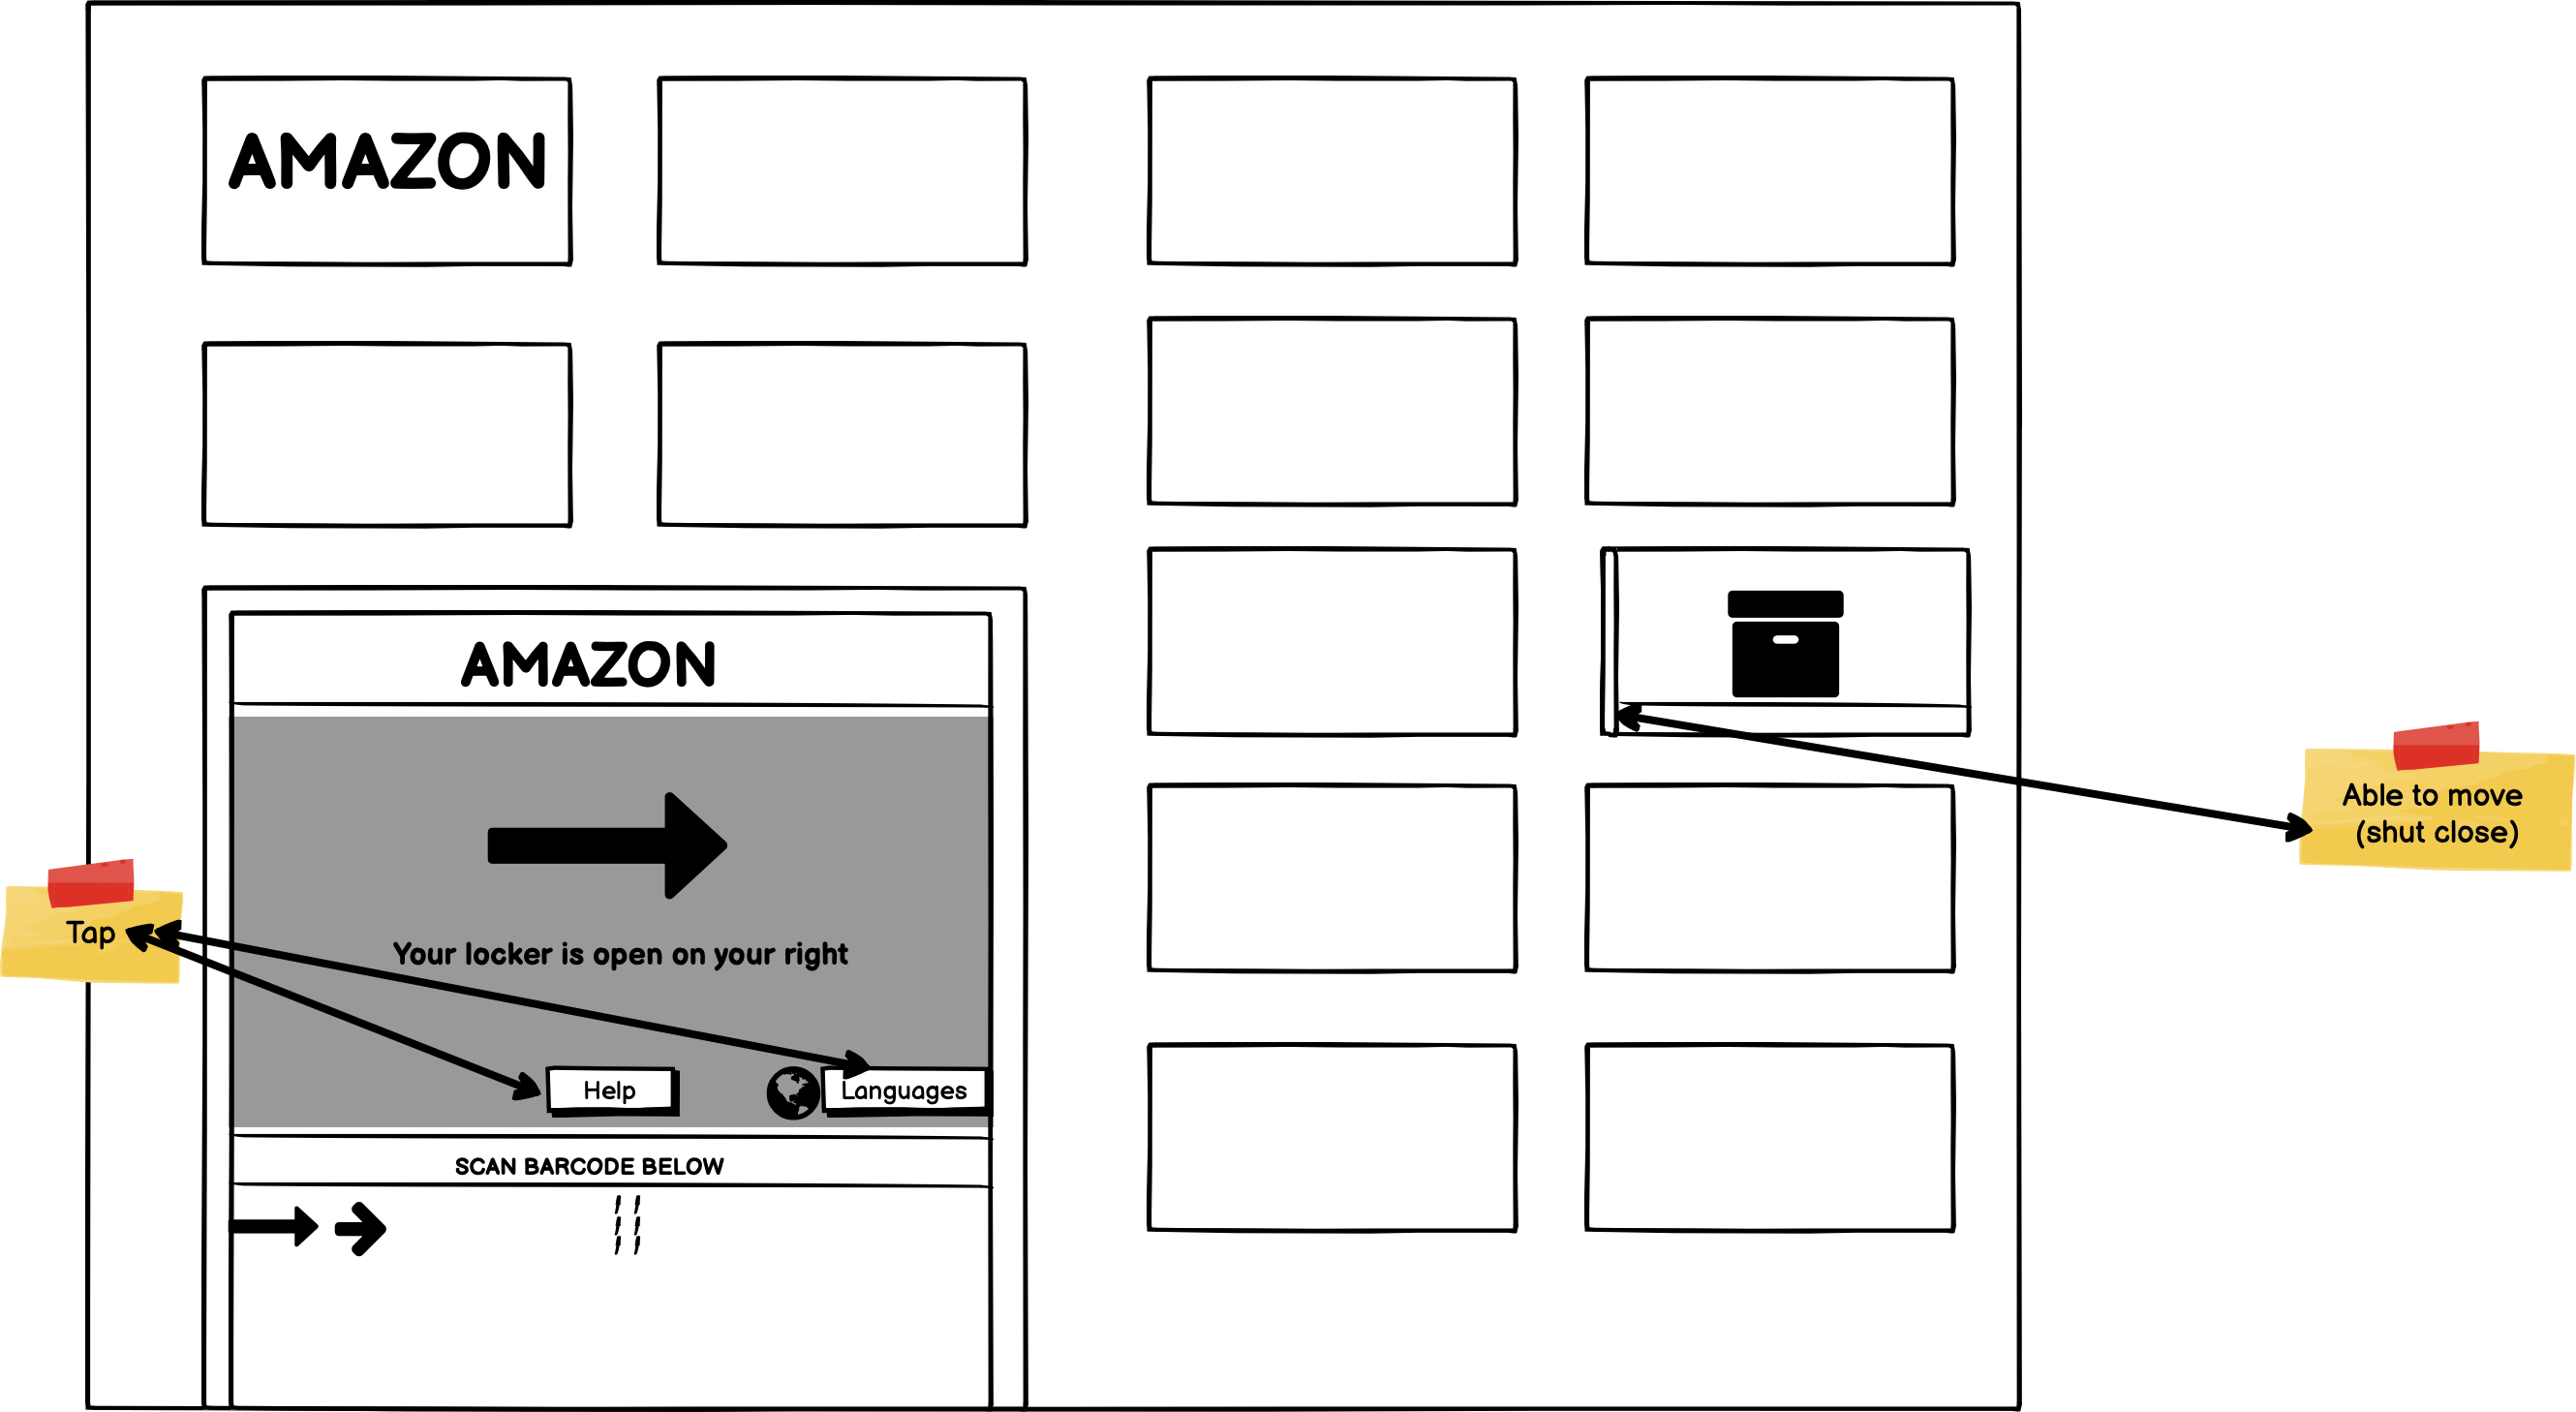 AMAZON
AMAZON
Your locker is open on your right
Tap
Help
Languages
SCAN BARCODE BELOW
Able to move
(shut close)